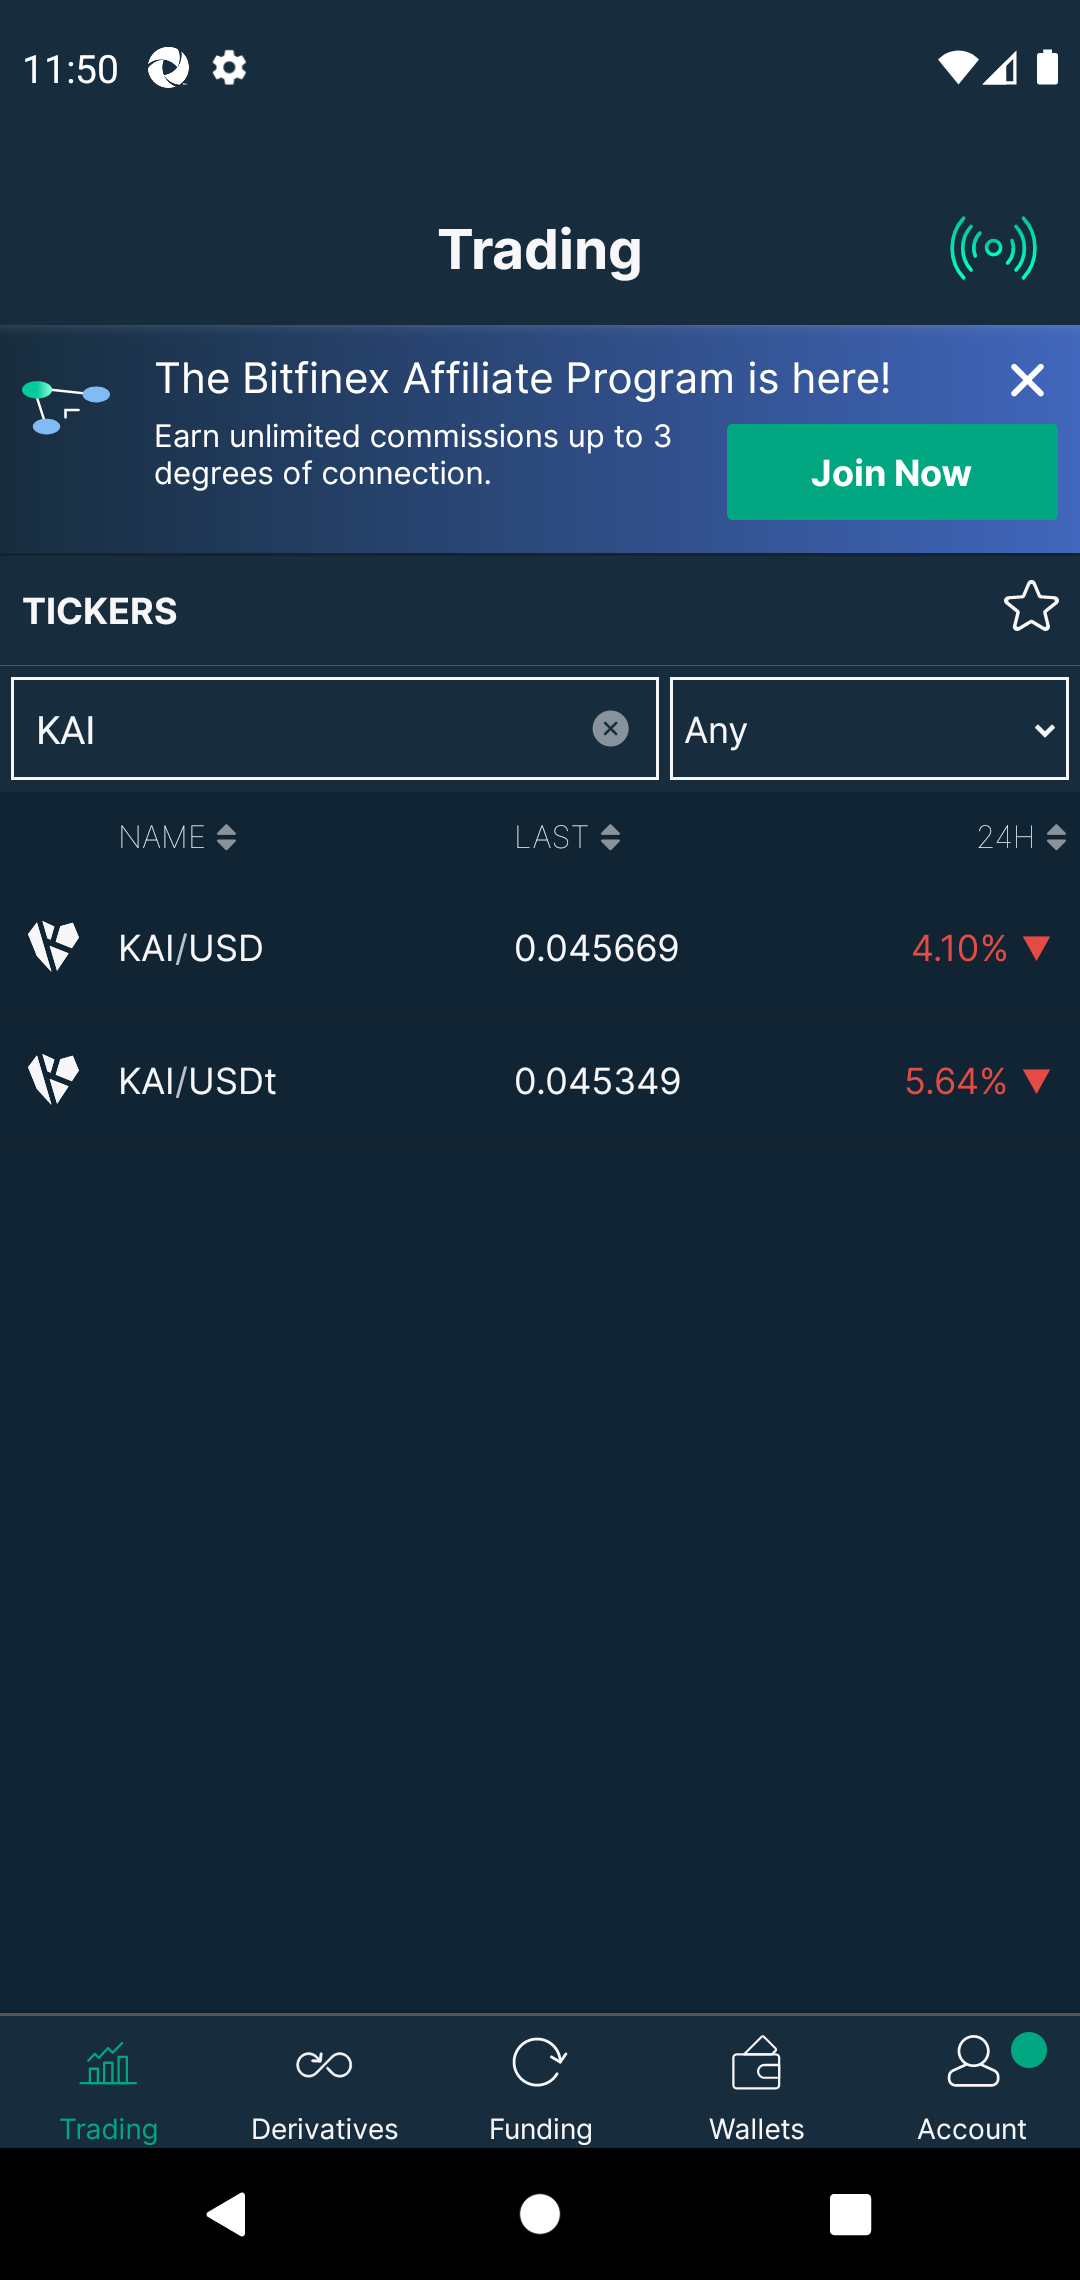 11:50
Trading
The Bitfinex Affiliate Program is here!
Earn unlimited commissions up to 3
degrees of connection.
Join Now
TICKERS
KAI
Any
NAME LAST 24H
KAI/USD 0.045669 4.10%
KAI/USDt 0.045349 5.64%
Trading Derivatives Funding Wallets Account